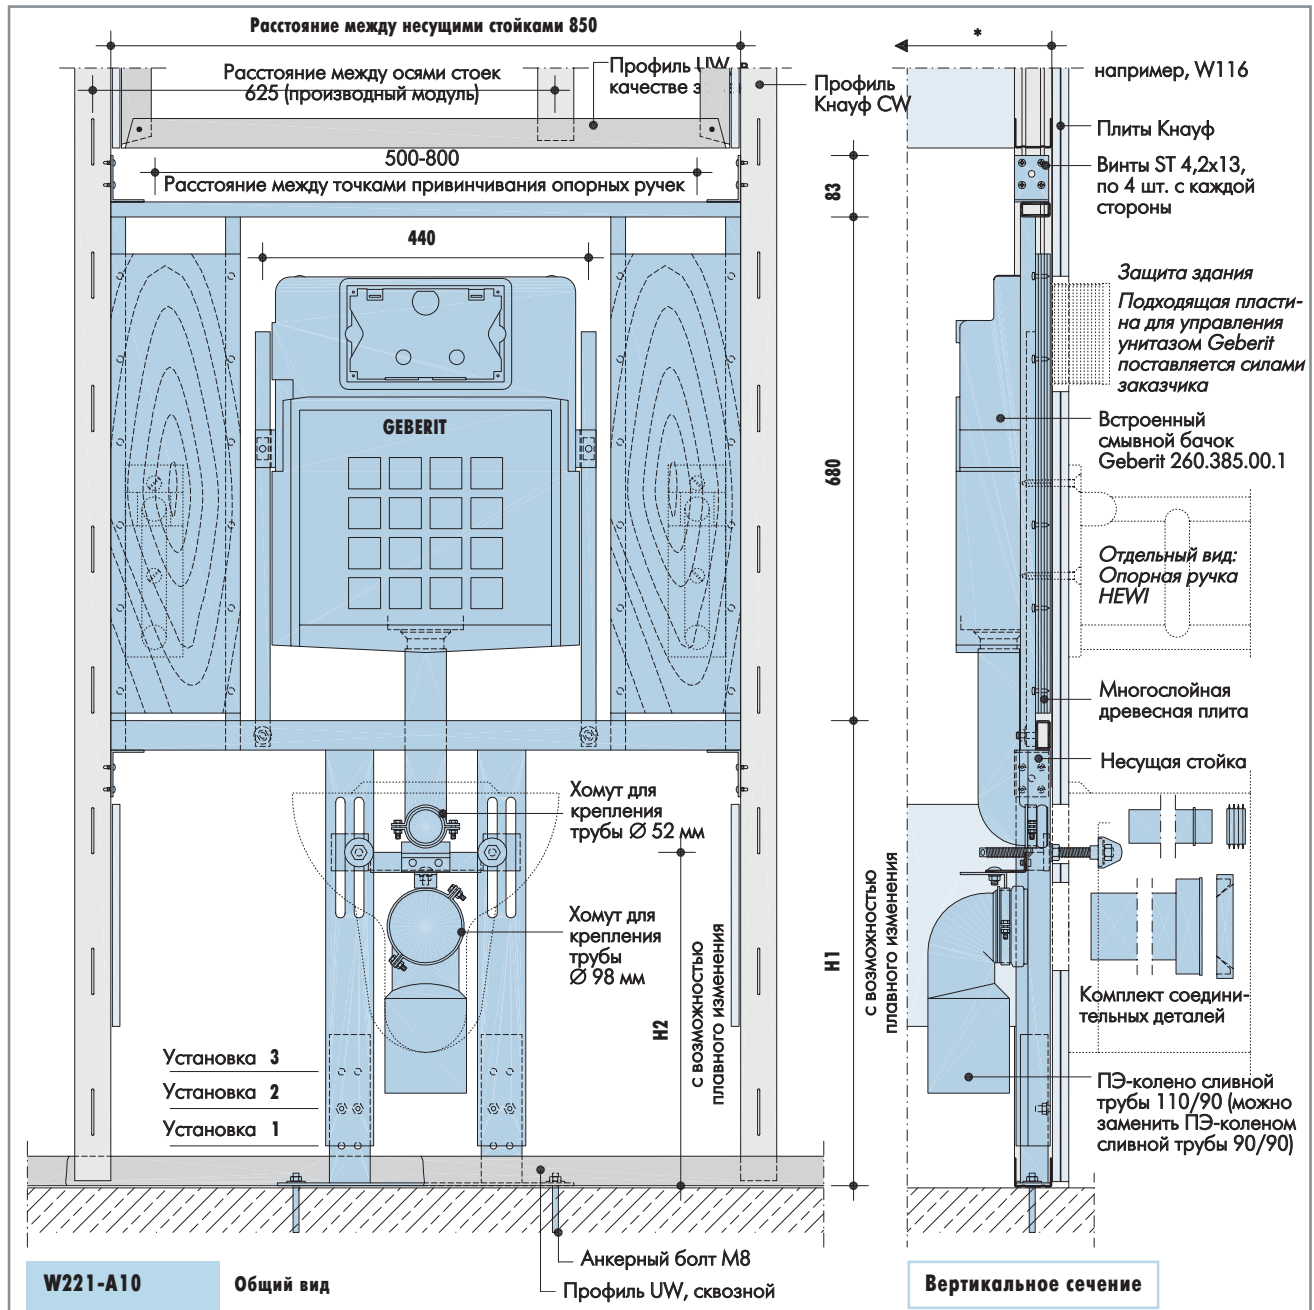 Расстояние между несущими стойками 850
Расстояние между осями стоек
625 (производный модуль)
Профиль UW в
качестве
Профиль
Кнауф CW
500-800
Расстояние между точками привинчивания опорных ручек
440
GEBERIT
Хомут для
крепления
трубы Ø 52 мм
Хомут для
крепления
трубы
Ø 98 мм
H2
с возможностью
плавного изменения
Установка 3
Установка 2
Установка 1
Анкерный болт M8
Профиль UW, сквозной
W221-A10
Общий вид
83
680
H1
с возможностью
плавного изменения
*
например, W116
Плиты Кнауф
Винты ST 4,2x13,
по 4 шт. с каждой
стороны
Защита здания
Подходящая пласти-
на для управления
унитазом Geberit
поставляется силами
заказчика
Встроенный
смывной бачок
Geberit 260.385.00.1
Отдельный вид:
Опорная ручка
HEWI
Многослойная
древесная плита
Несущая стойка
Комплект соедини-
тельных деталей
ПЭ-колено сливной
трубы 110/90 (можно
заменить ПЭ-коленом
сливной трубы 90/90)
Вертикальное сечение